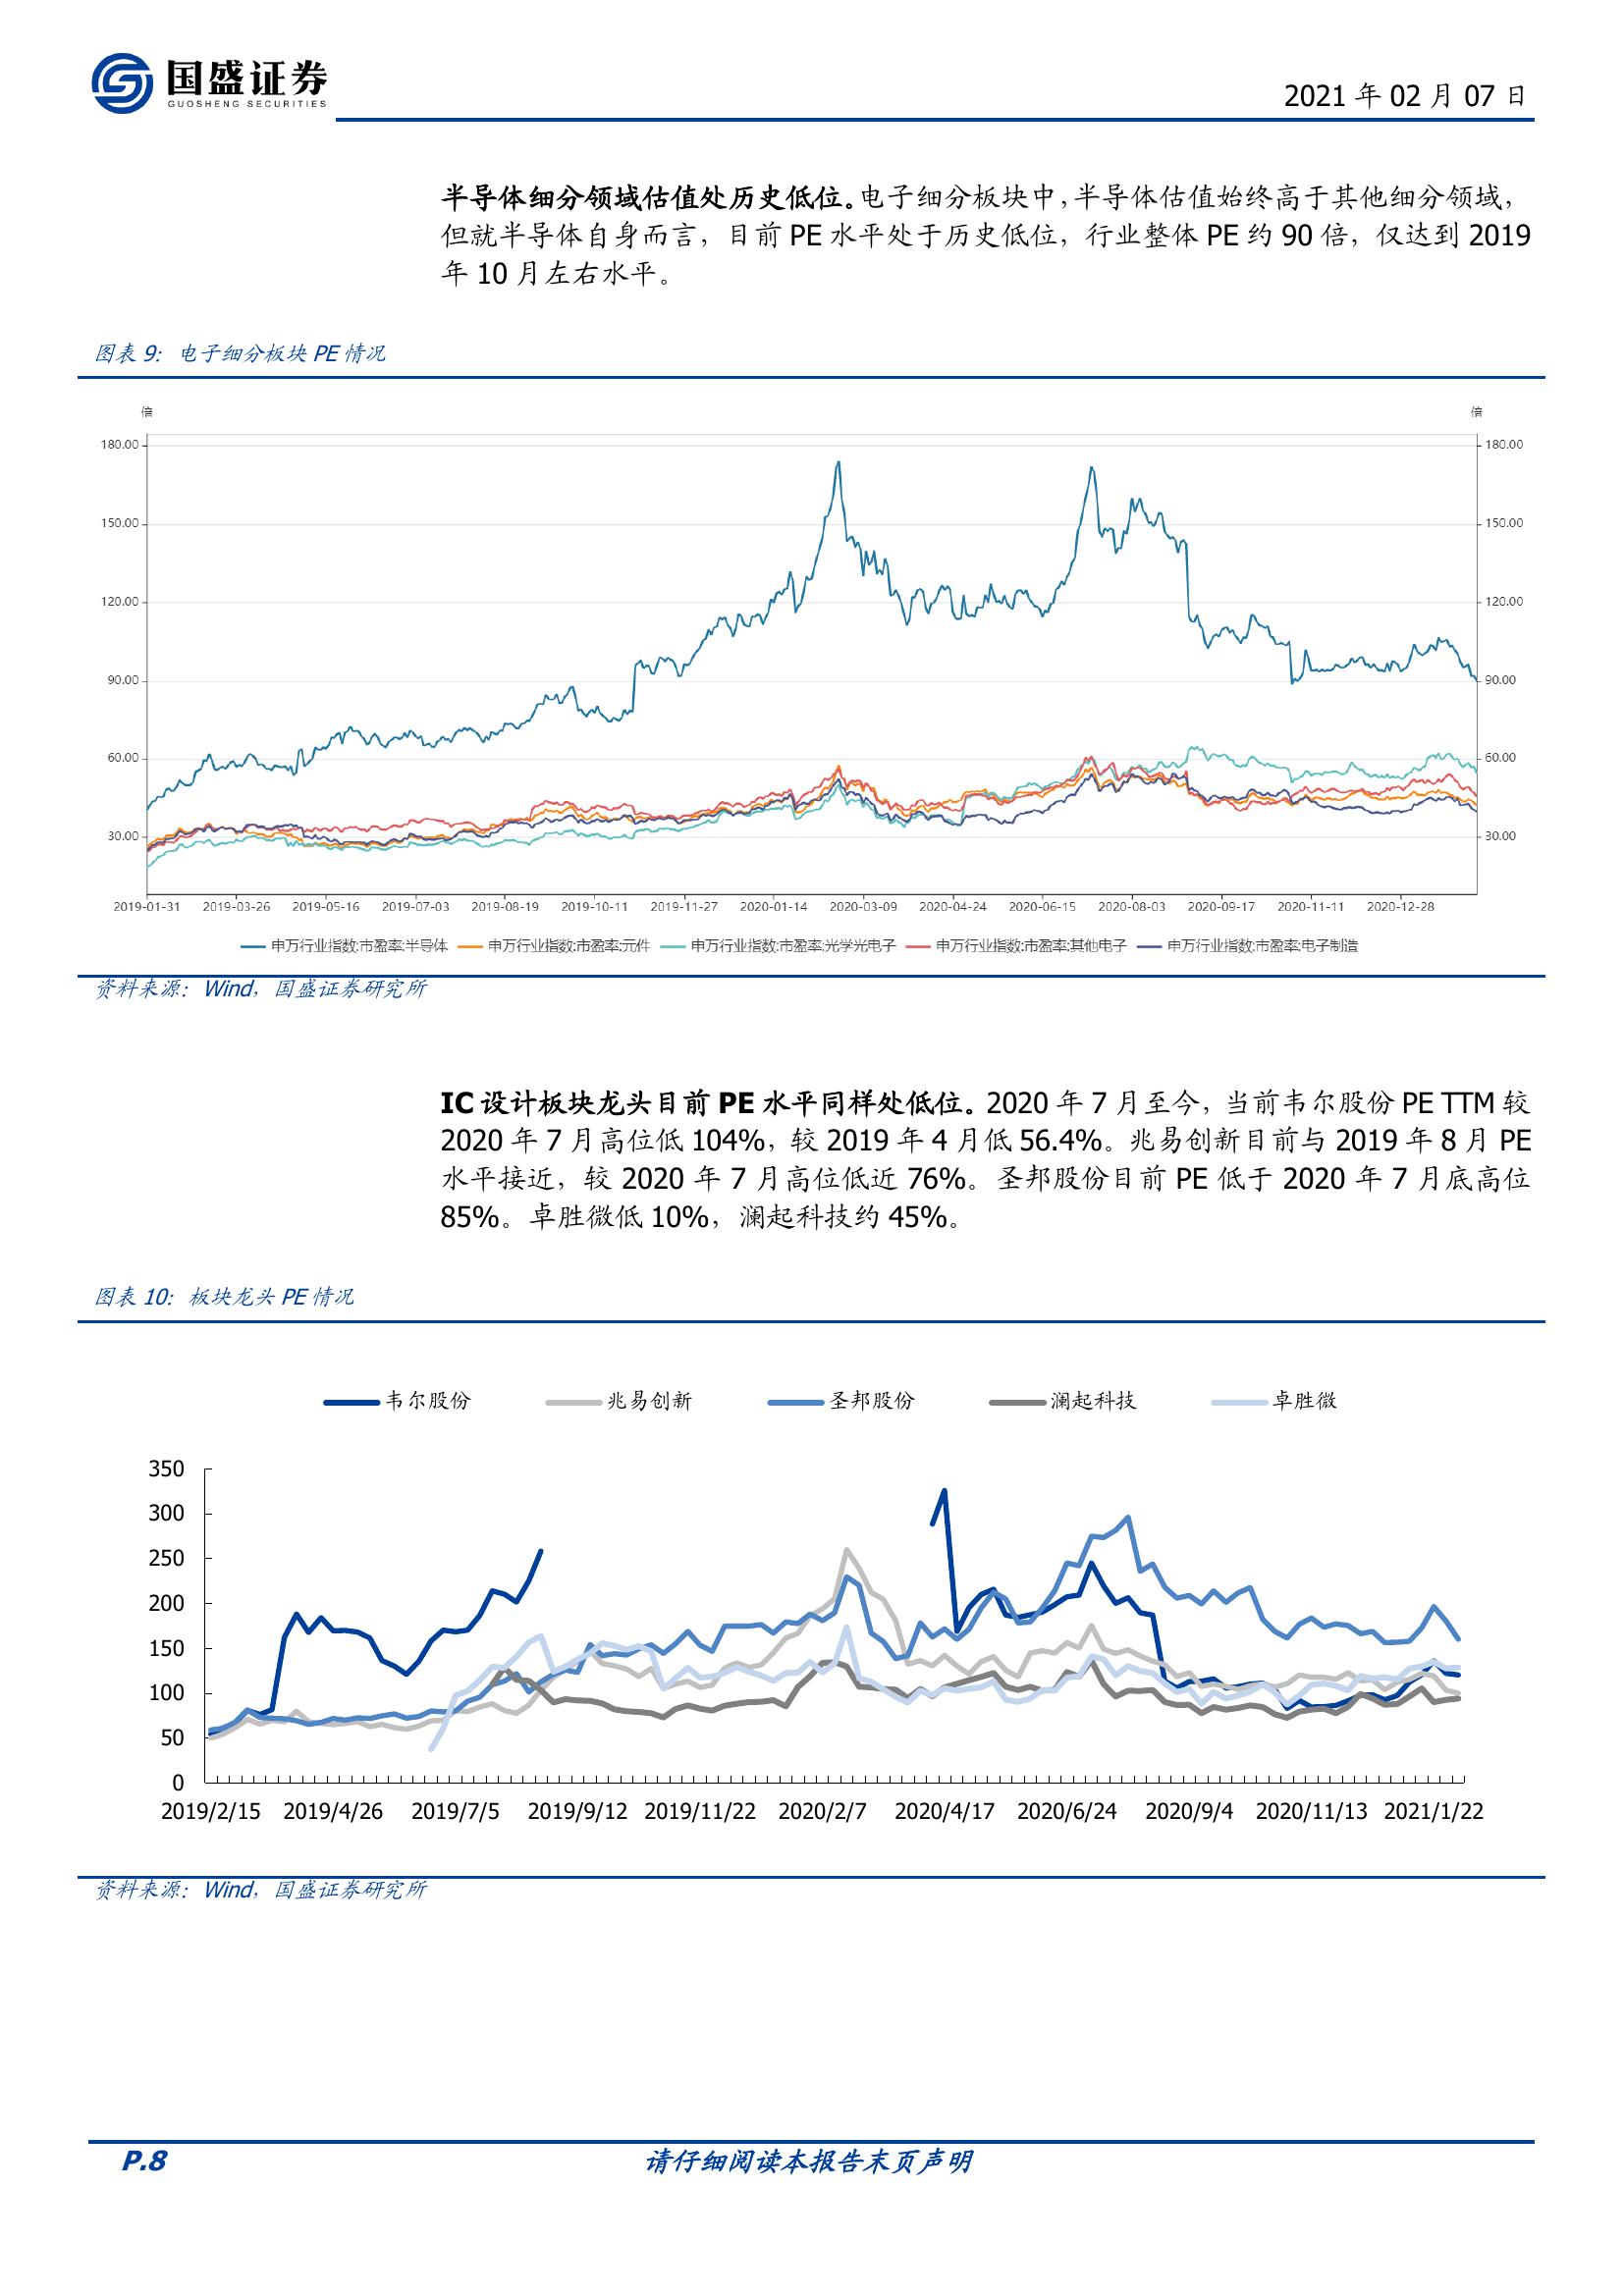 国盛证券
GUOSHENG SECURITIES
2021 年 02 月 07 日
半导体细分领域估值处历史低位。电子细分板块中，半导体估值始终高于其他细分领域，
但就半导体自身而言，目前 PE 水平处于历史低位，行业整体 PE 约 90 倍，仅达到 2019
年 10 月左右水平。
图表 9：电子细分板块 PE 情况
倍 倍
180.00 180.00
150.00 150.00
120.00 120.00
90.00 90.00
60.00 60.00
30.00 30.00
2019-01-31 2019-03-26 2019-05-16 2019-07-03 2019-08-19 2019-10-11 2019-11-27 2020-01-14 2020-03-09 2020-04-24 2020-06-15 2020-08-03 2020-09-17 2020-11-11 2020-12-28
申万行业指数:市盈率:半导体 申万行业指数:市盈率:元件 申万行业指数:市盈率:光学光电子 申万行业指数:市盈率:其他电子 申万行业指数:市盈率:电子制造
资料来源：Wind，国盛证券研究所
IC 设计板块龙头目前 PE 水平同样处低位。2020 年 7 月至今，当前韦尔股份 PE TTM 较
2020 年 7 月高位低 104%，较 2019 年 4 月低 56.4%。兆易创新目前与 2019 年 8 月 PE
水平接近，较 2020 年 7 月高位低近 76%。圣邦股份目前 PE 低于 2020 年 7 月底高位
85%。卓胜微低 10%，澜起科技约 45%。
图表 10：板块龙头 PE 情况
韦尔股份 兆易创新 圣邦股份 澜起科技 卓胜微
350
300
250
200
150
100
50
0
2019/2/15 2019/4/26 2019/7/5 2019/9/12 2019/11/22 2020/2/7 2020/4/17 2020/6/24 2020/9/4 2020/11/13 2021/1/22
资料来源：Wind，国盛证券研究所
P.8 请仔细阅读本报告末页声明